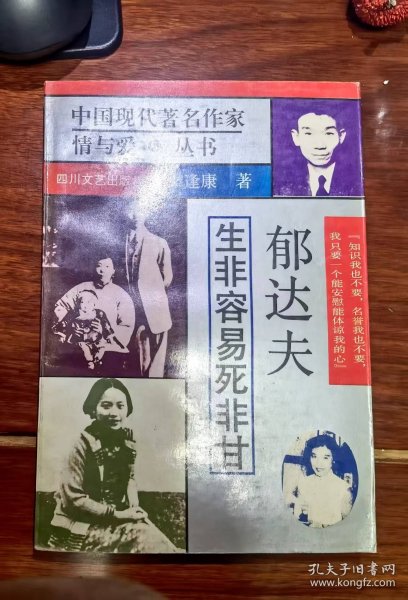 中国现代著名作家
情与爱 丛书
四川文艺出版
逢康 著
郁达夫
生非容易死非甘
“知识我也不要，名誉我也不要，
我只要一个能安慰能体谅我的心”
孔夫子旧书网
www.kongfz.com